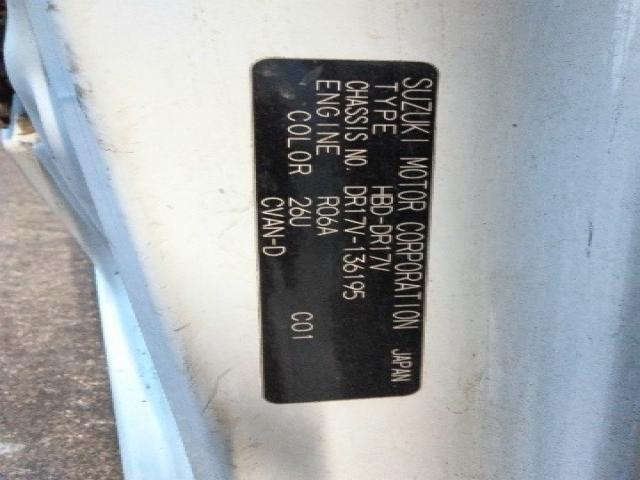 SUZUKI MOTOR CORPORATION JAPAN.
TYPE HBD-DR17V
CHASSIS NO. DR17V-136195
ENGINE R06A
COLOR 26U C01
CVAN-D